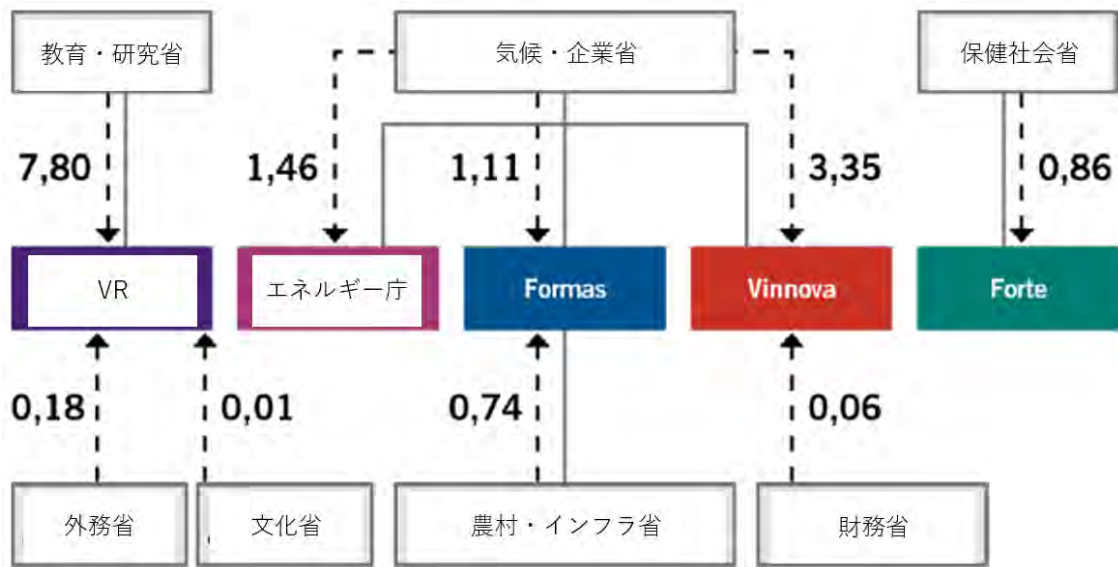 教育・研究省
気候・企業省
保健社会省
7,80
1,46
1,11
3,35
0,86
VR
エネルギー庁
Formas
Vinnova
Forte
0,18
0,01
0,74
0,06
外務省
文化省
農村・インフラ省
財務省